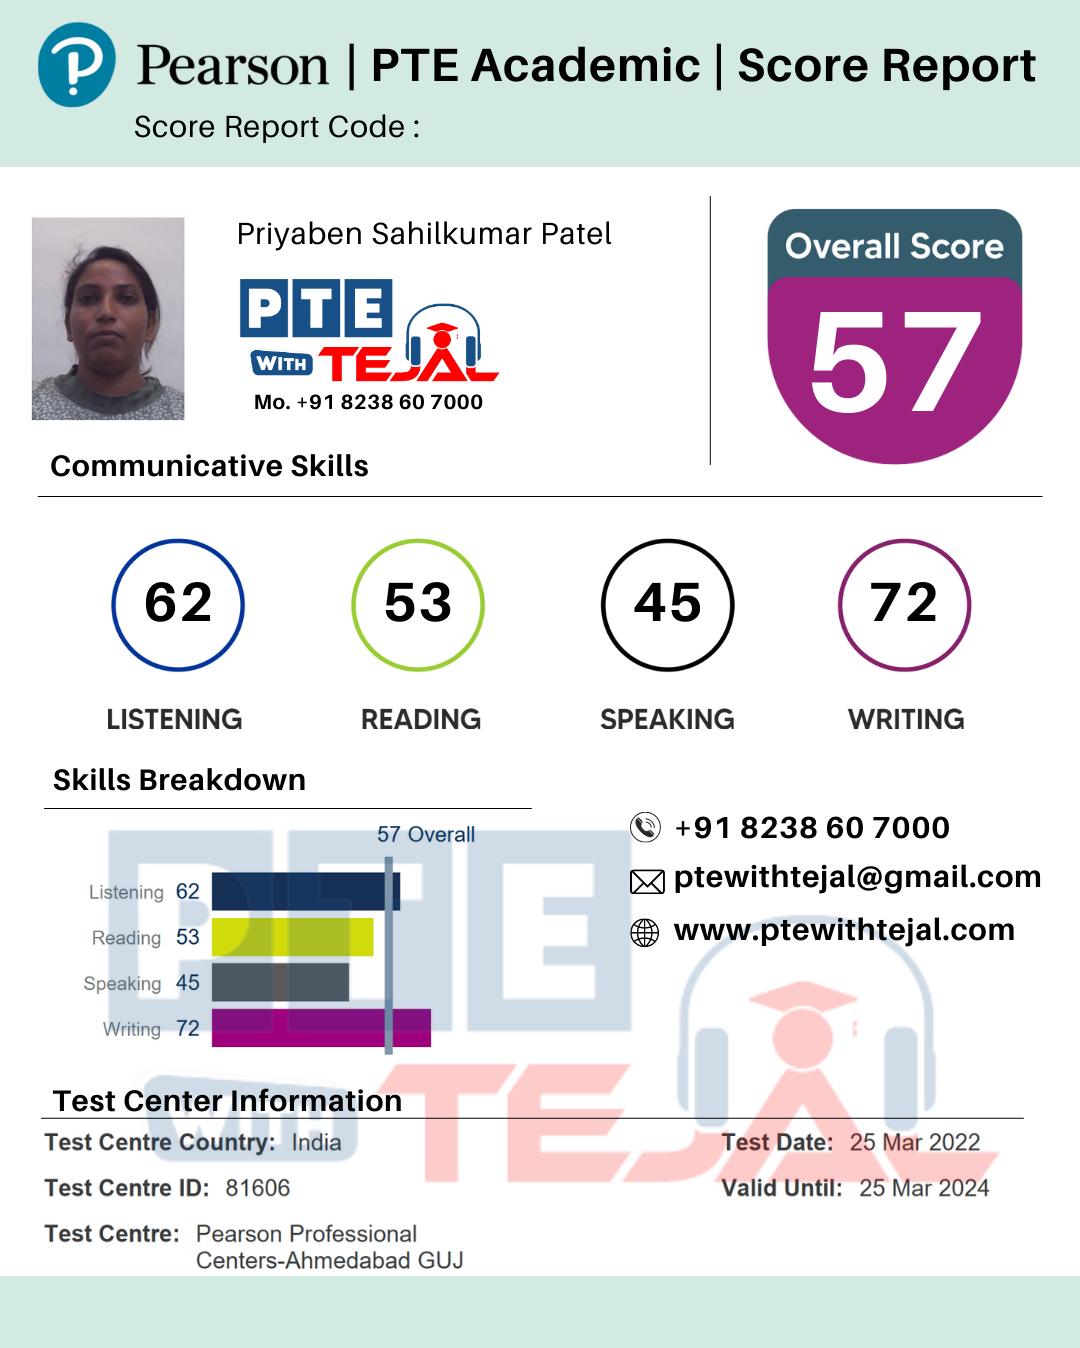 Pearson | PTE Academic | Score Report
Score Report Code :
Priyaben Sahilkumar Patel
PTE
WITH TEJAL
Mo. +91 8238 60 7000
Overall Score
57
Communicative Skills
62 53 45 72
LISTENING READING SPEAKING WRITING
Skills Breakdown
57 Overall
Listening 62
Reading 53
Speaking 45
Writing 72
+91 8238 60 7000
ptewithtejal@gmail.com
www.ptewithtejal.com
PTE
WITH TEJAL
Test Center Information
Test Centre Country: India
Test Date: 25 Mar 2022
Test Centre ID: 81606
Valid Until: 25 Mar 2024
Test Centre: Pearson Professional
Centers-Ahmedabad GUJ